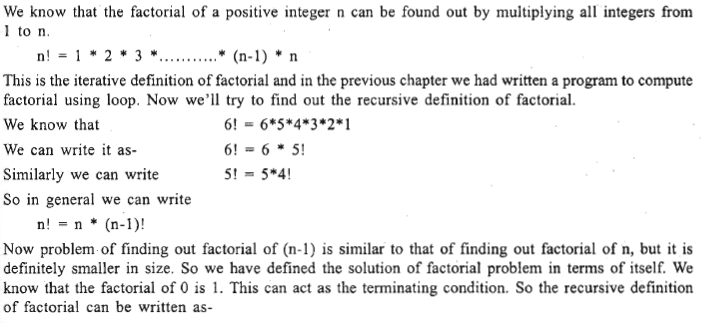 We know that the factorial of a positive integer n can be found out by multiplying all integers from
1 to n.
n! = 1 * 2 * 3 *...........* (n-1) * n
This is the iterative definition of factorial and in the previous chapter we had written a program to compute
factorial using loop. Now we'll try to find out the recursive definition of factorial.
We know that 6! = 6*5*4*3*2*1
We can write it as- 6! = 6 * 5!
Similarly we can write 5! = 5*4!
So in general we can write
n! = n * (n-1)!
Now problem of finding out factorial of (n-1) is similar to that of finding out factorial of n, but it is
definitely smaller in size. So we have defined the solution of factorial problem in terms of itself. We
know that the factorial of 0 is 1. This can act as the terminating condition. So the recursive definition
of factorial can be written as-